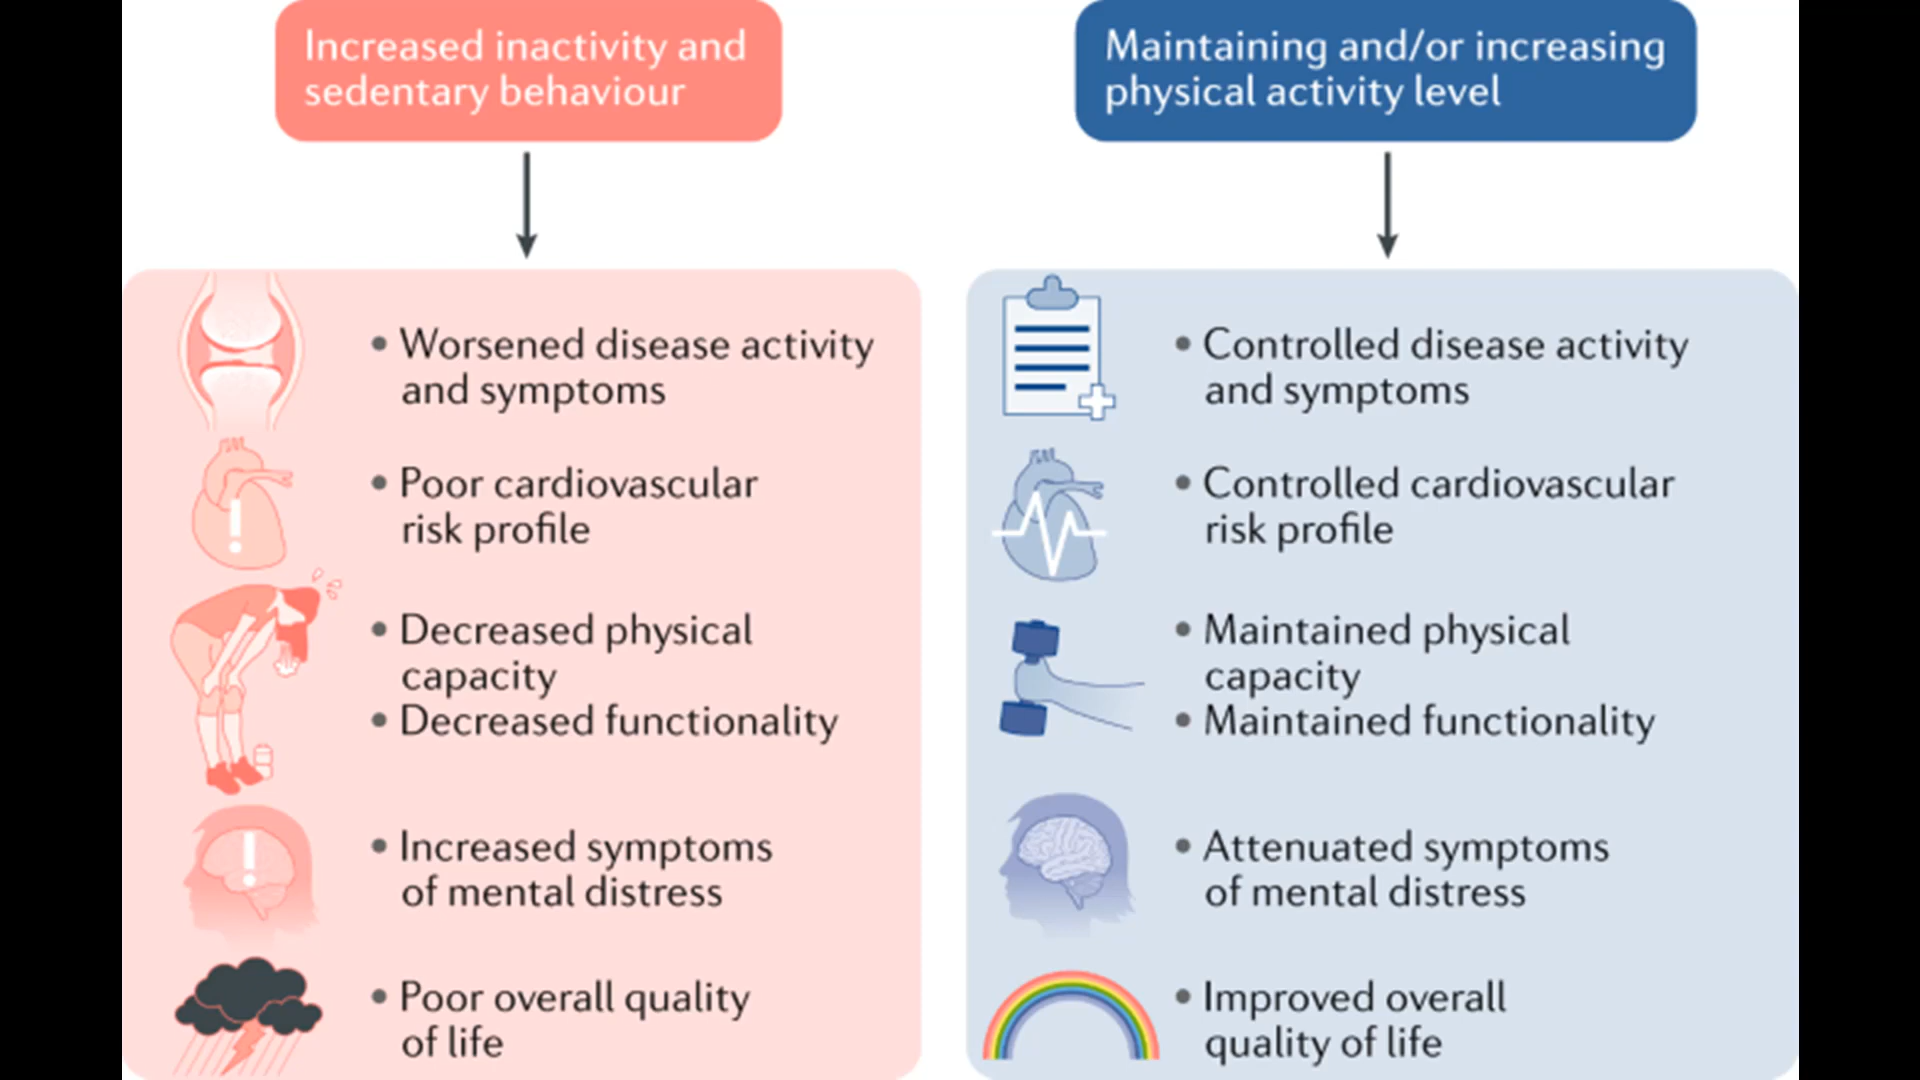 Increased inactivity and
sedentary behaviour
• Worsened disease activity
and symptoms
• Poor cardiovascular
risk profile
• Decreased physical
capacity
• Decreased functionality
• Increased symptoms
of mental distress
• Poor overall quality
of life
Maintaining and/or increasing
physical activity level
• Controlled disease activity
and symptoms
• Controlled cardiovascular
risk profile
• Maintained physical
capacity
• Maintained functionality
• Attenuated symptoms
of mental distress
• Improved overall
quality of life